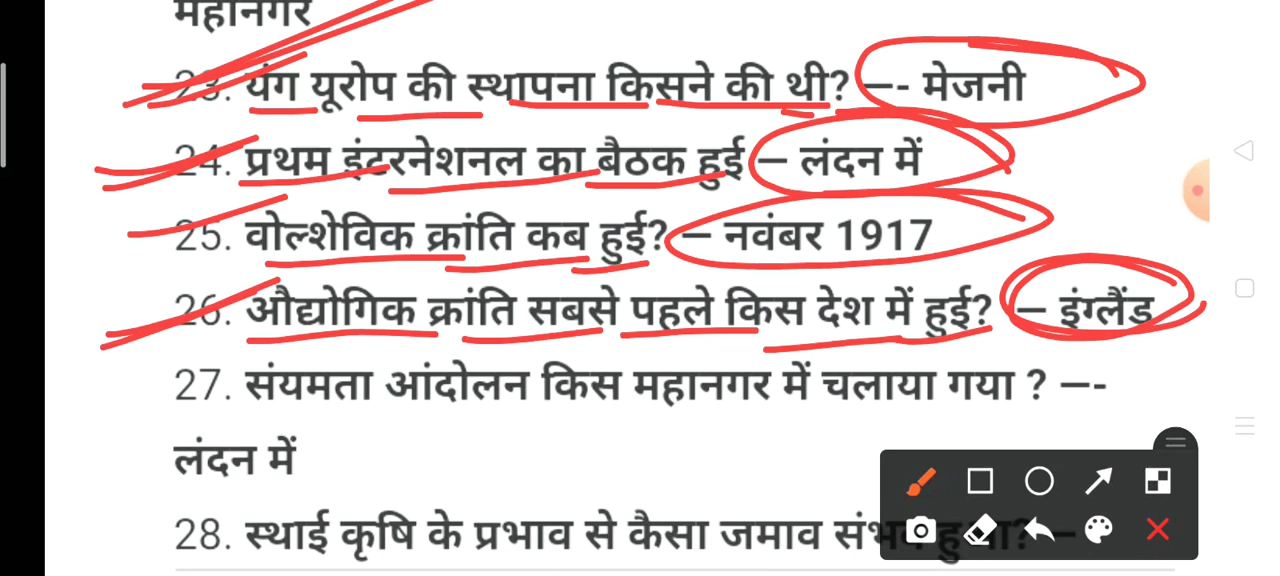 महानगर
23. यंग यूरोप की स्थापना किसने की थी? —- मेजनी
24. प्रथम इंटरनेशनल का बैठक हुई – लंदन में
25. वोल्शेविक क्रांति कब हुई? – नवंबर 1917
26. औद्योगिक क्रांति सबसे पहले किस देश में हुई? – इंग्लैंड
27. संयमता आंदोलन किस महानगर में चलाया गया ? —-
लंदन में
28. स्थाई कृषि के प्रभाव से कैसा जमाव संभव हुआ? –